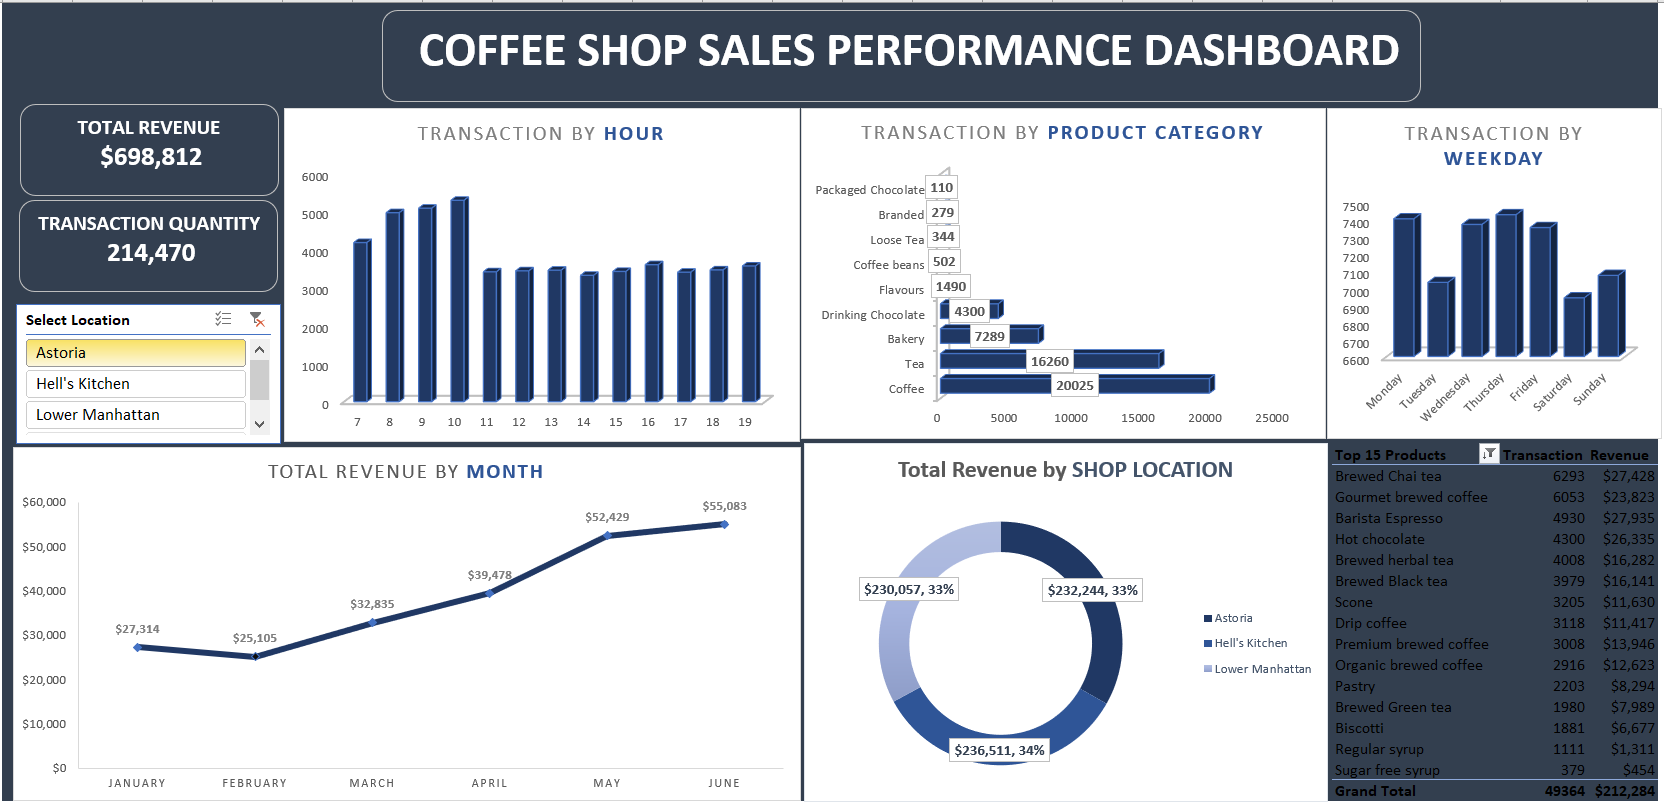 COFFEE SHOP SALES PERFORMANCE DASHBOARD
TOTAL REVENUE
$698,812
TRANSACTION QUANTITY
214,470
Select Location
Astoria
Hell's Kitchen
Lower Manhattan
TRANSACTION BY HOUR
6000
5000
4000
3000
2000
1000
0
7 8 9 10 11 12 13 14 15 16 17 18 19
TRANSACTION BY PRODUCT CATEGORY
Packaged Chocolate 110
Branded 279
Loose Tea 344
Coffee beans 502
Flavours 1490
Drinking Chocolate 4300
Bakery 7289
Tea 16260
Coffee 20025
0 5000 10000 15000 20000 25000
TRANSACTION BY
WEEKDAY
7500
7400
7300
7200
7100
7000
6900
6800
6700
6600
Monday Tuesday Wednesday Thursday Friday Saturday Sunday
TOTAL REVENUE BY MONTH
$60,000
$50,000
$40,000
$30,000
$20,000
$10,000
$0
$27,314 $25,105 $32,835 $39,478 $52,429 $55,083
JANUARY FEBRUARY MARCH APRIL MAY JUNE
Total Revenue by SHOP LOCATION
$230,057, 33%
$232,244, 33%
$236,511, 34%
Astoria
Hell's Kitchen
Lower Manhattan
Top 15 Products Transaction Revenue
Brewed Chai tea 6293 $27,428
Gourmet brewed coffee 6053 $23,823
Barista Espresso 4930 $27,935
Hot chocolate 4300 $26,335
Brewed herbal tea 4008 $16,282
Brewed Black tea 3979 $16,141
Scone 3205 $11,630
Drip coffee 3118 $11,417
Premium brewed coffee 3008 $13,946
Organic brewed coffee 2916 $12,623
Pastry 2203 $8,294
Brewed Green tea 1980 $7,989
Biscotti 1881 $6,677
Regular syrup 1111 $1,311
Sugar free syrup 379 $454
Grand Total 49364 $212,284